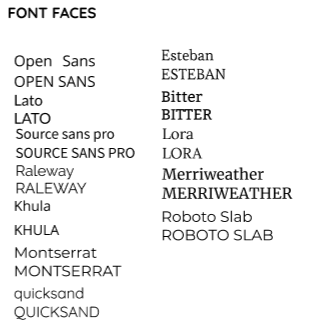 FONT FACES
Open Sans
OPEN SANS
Lato
LATO
Source sans pro
SOURCE SANS PRO
Raleway
RALEWAY
Khula
KHULA
Montserrat
MONTSERRAT
quicksand
QUICKSAND
Esteban
ESTEBAN
Bitter
BITTER
Lora
LORA
Merriweather
MERRIWEATHER
Roboto Slab
ROBOTO SLAB